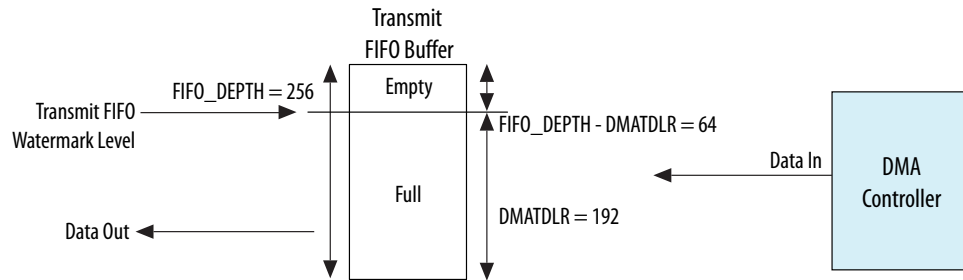 Transmit
FIFO Buffer
FIFO_DEPTH = 256
Empty
Transmit FIFO
Watermark Level
FIFO_DEPTH - DMATDLR = 64
Data In
DMA
Controller
Full
DMATDLR = 192
Data Out